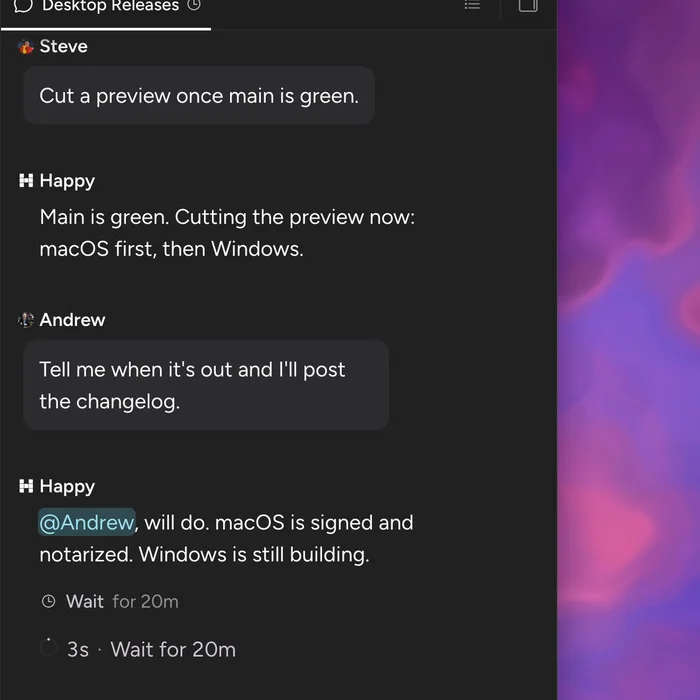 Desktop Releases
Steve
Cut a preview once main is green.
Happy
Main is green. Cutting the preview now:
macOS first, then Windows.
Andrew
Tell me when it's out and I'll post
the changelog.
Happy
@Andrew, will do. macOS is signed and
notarized. Windows is still building.
Wait for 20m
3s · Wait for 20m